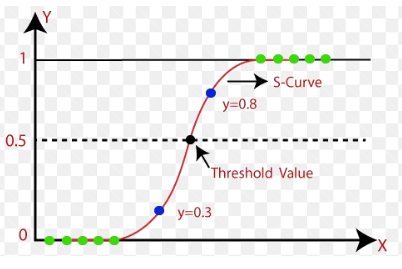 Y
1
S-Curve
y=0.8
0.5
Threshold Value
y=0.3
0
X